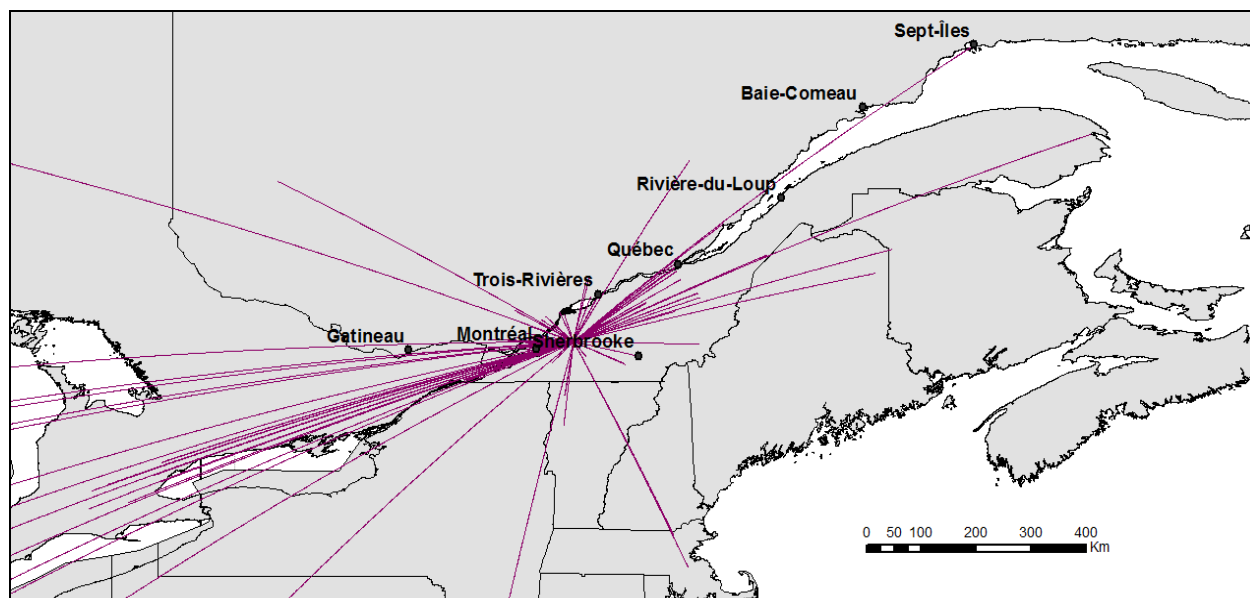 Sept-Îles
Baie-Comeau
Rivière-du-Loup
Québec
Trois-Rivières
Gatineau
Montréal
Sherbrooke
0 50 100 200 300 400
Km